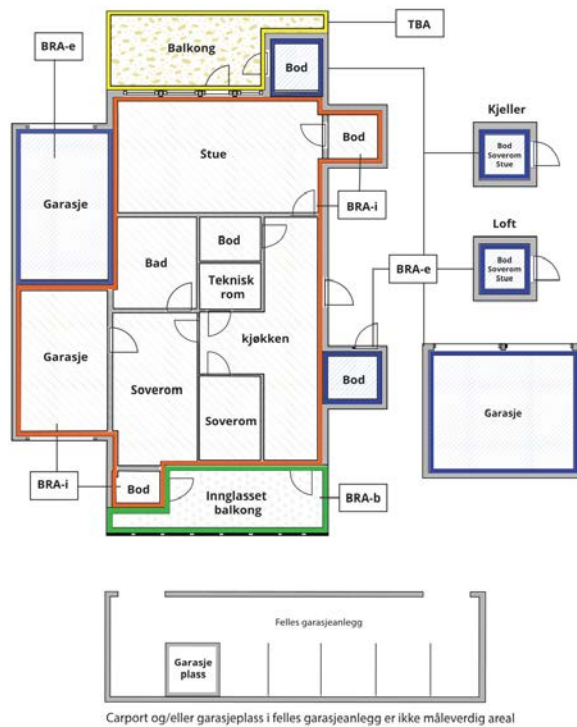 TBA
BRA-e
Balkong
Bod
Kjeller
Bod
Soverom
Stue
Bod
Stue
Garasje
BRA-i
Loft
Bod
Bod
Soverom
Stue
Bad
BRA-e
Teknisk
rom
Garasje
kjøkken
Soverom
Bod
Soverom
Garasje
BRA-i
Bod
Innglasset
balkong
BRA-b
Felles garasjeanlegg
Garasje
plass
Carport og/eller garasjeplass i felles garasjeanlegg er ikke måleverdig areal